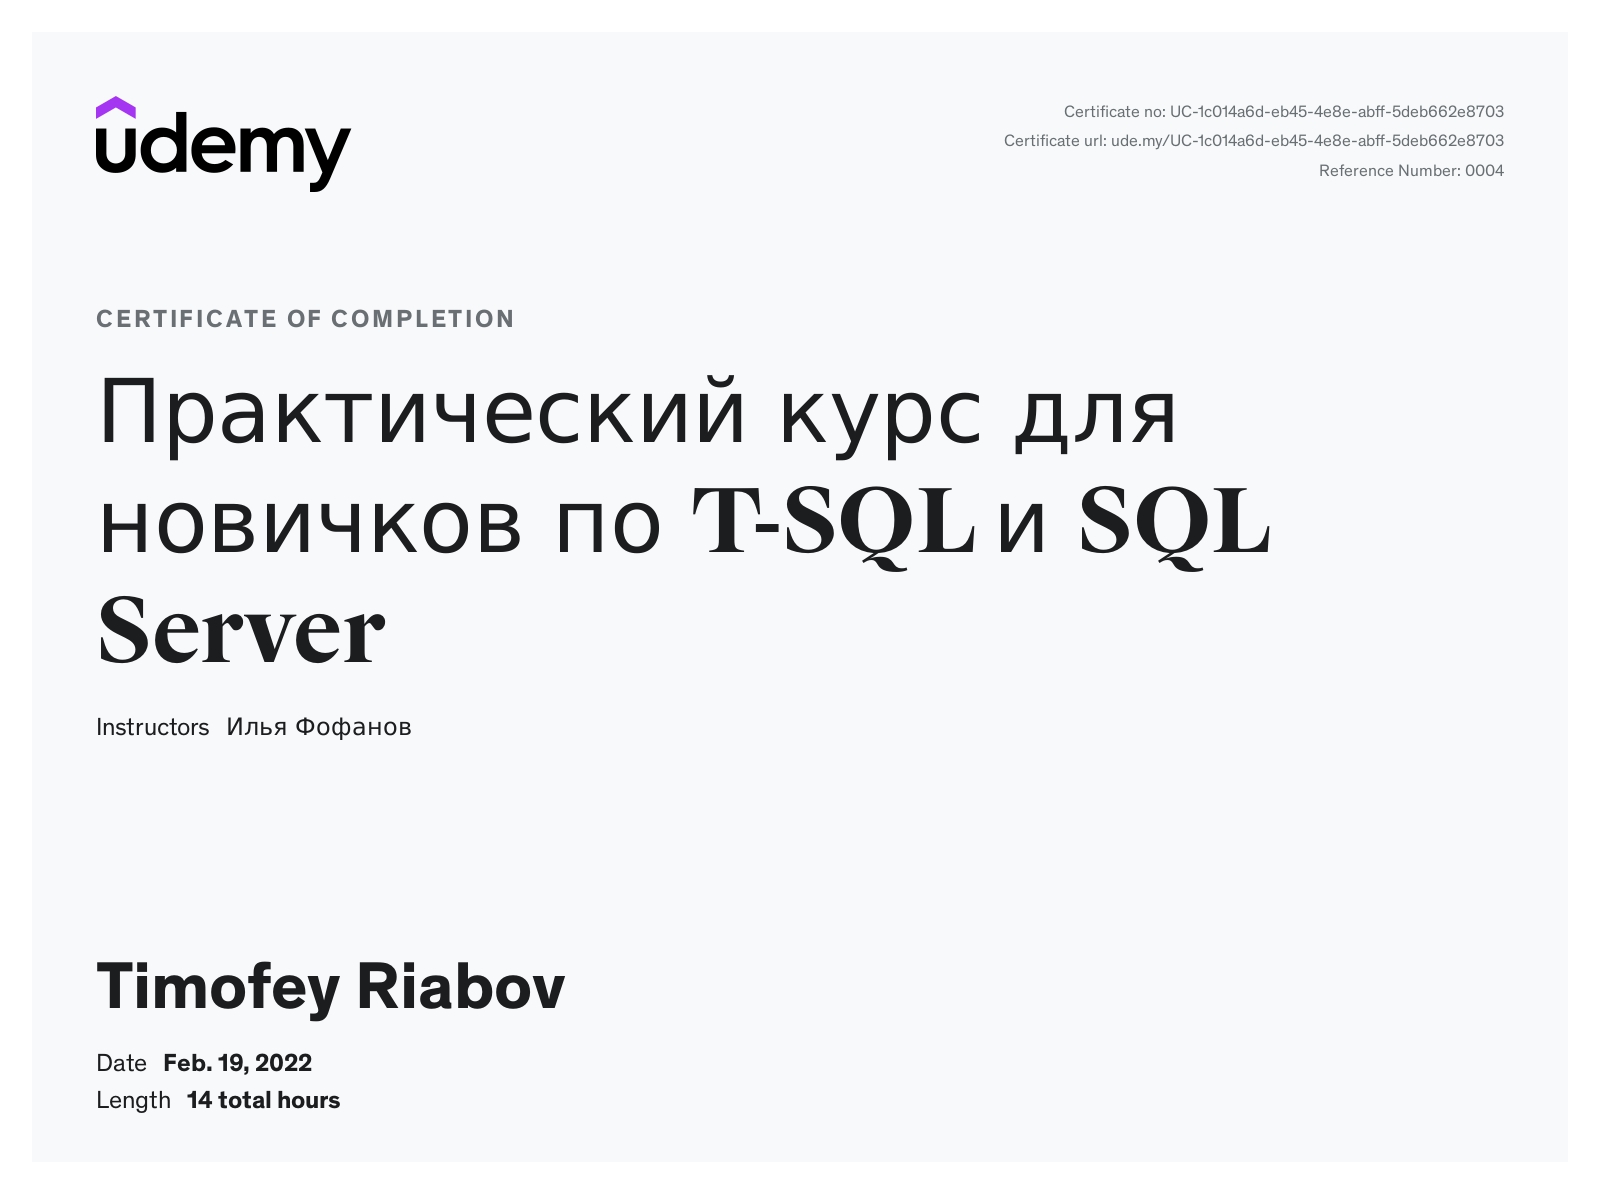 udemy
Certificate no: UC-1c014a6d-eb45-4e8e-abff-5deb662e8703
Certificate url: ude.my/UC-1c014a6d-eb45-4e8e-abff-5deb662e8703
Reference Number: 0004
CERTIFICATE OF COMPLETION
Практический курс для
новичков по T-SQL и SQL
Server
Instructors Илья Фофанов
Timofey Riabov
Date Feb. 19, 2022
Length 14 total hours